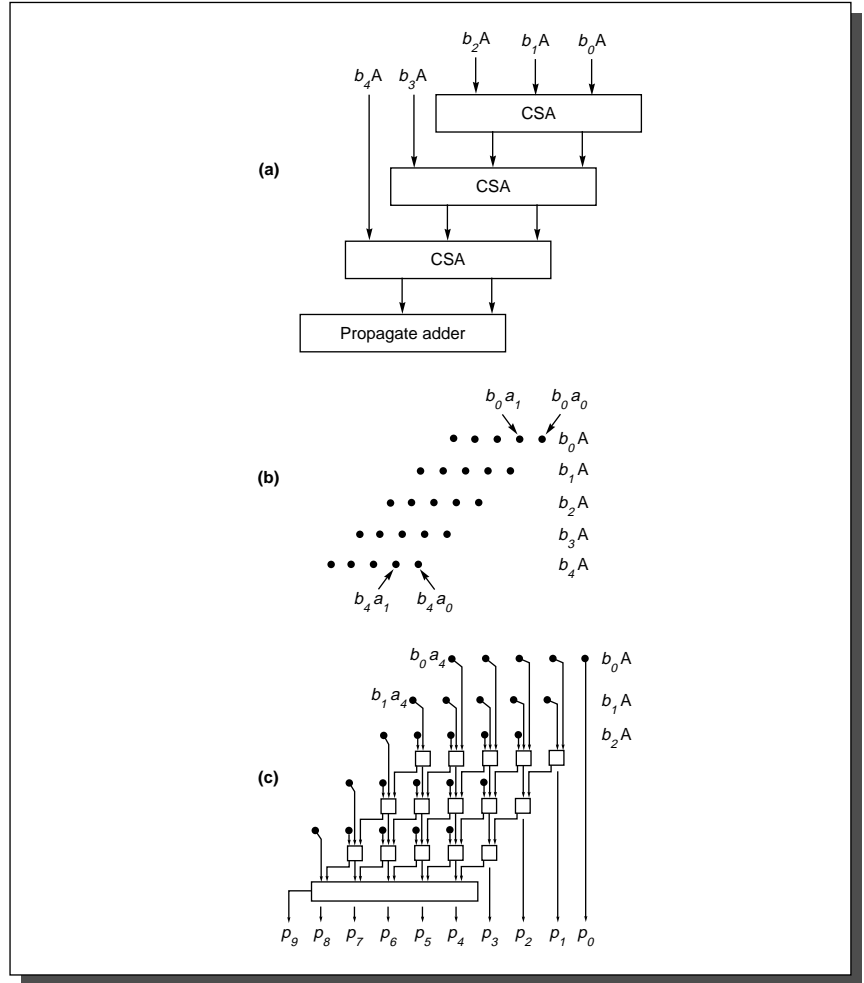 b₂A b₁A b₀A
b₄A b₃A
CSA
(a)
CSA
CSA
Propagate adder
b₀a₁ b₀a₀
b₀A
b₁A
(b)
b₂A
b₃A
b₄A
b₄a₁ b₄a₀
b₀a₄ b₀A
b₁a₄ b₁A
b₂A
(c)
p₉ p₈ p₇ p₆ p₅ p₄ p₃ p₂ p₁ p₀